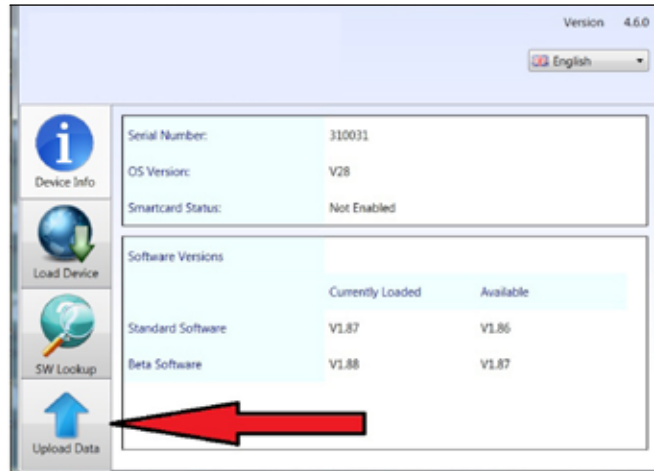 Version 4.6.0
English
Device Info
Load Device
SW Lookup
Upload Data
Serial Number: 310031
OS Version: V28
Smartcard Status: Not Enabled
Software Versions
Currently Loaded Available
Standard Software V1.87 V1.86
Beta Software V1.88 V1.87